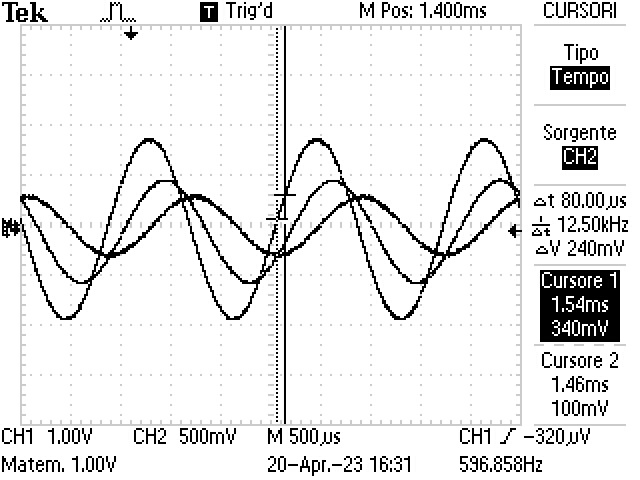 Tek T Trig'd M Pos: 1.400ms CURSORI
Tipo
Tempo
Sorgente
CH2
Δt 80.00µs
1/Δt 12.50kHz
ΔV 240mV
Cursore 1
1.54ms
340mV
Cursore 2
1.46ms
100mV
CH1 1.00V CH2 500mV M 500µs CH1 / -320µV
Matem. 1.00V 20-Apr.-23 16:31 596.858Hz